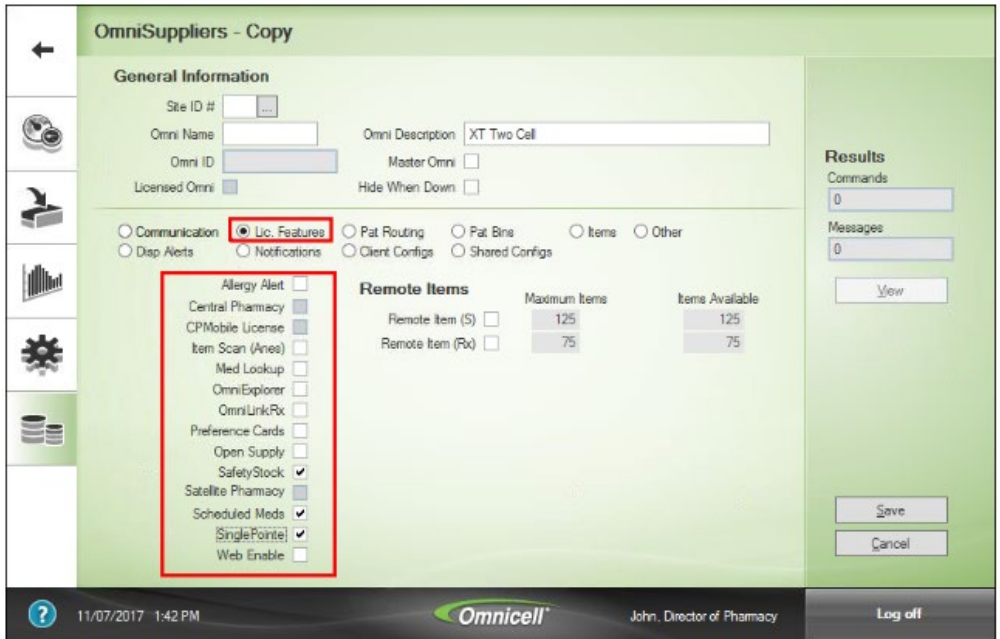 OmniSuppliers - Copy
General Information
Site ID # ...
Omni Name Omni Description XT Two Cell
Omni ID Master Omni
Licensed Omni Hide When Down
Communication Lic. Features Pat Routing Pat Bins Items Other
Disp Alerts Notifications Client Configs Shared Configs
Allergy Alert
Central Pharmacy
CPMobile License
Item Scan (Anes)
Med Lookup
OmniExplorer
OmniLinkRx
Preference Cards
Open Supply
SafetyStock
Satellite Pharmacy
Scheduled Meds
SinglePointe
Web Enable
Remote Items
Maximum Items Items Available
Remote Item (S) 125 125
Remote Item (Rx) 75 75
Results
Commands
0
Messages
0
View
Save
Cancel
? 11/07/2017 1:42 PM Omnicell John, Director of Pharmacy Log off